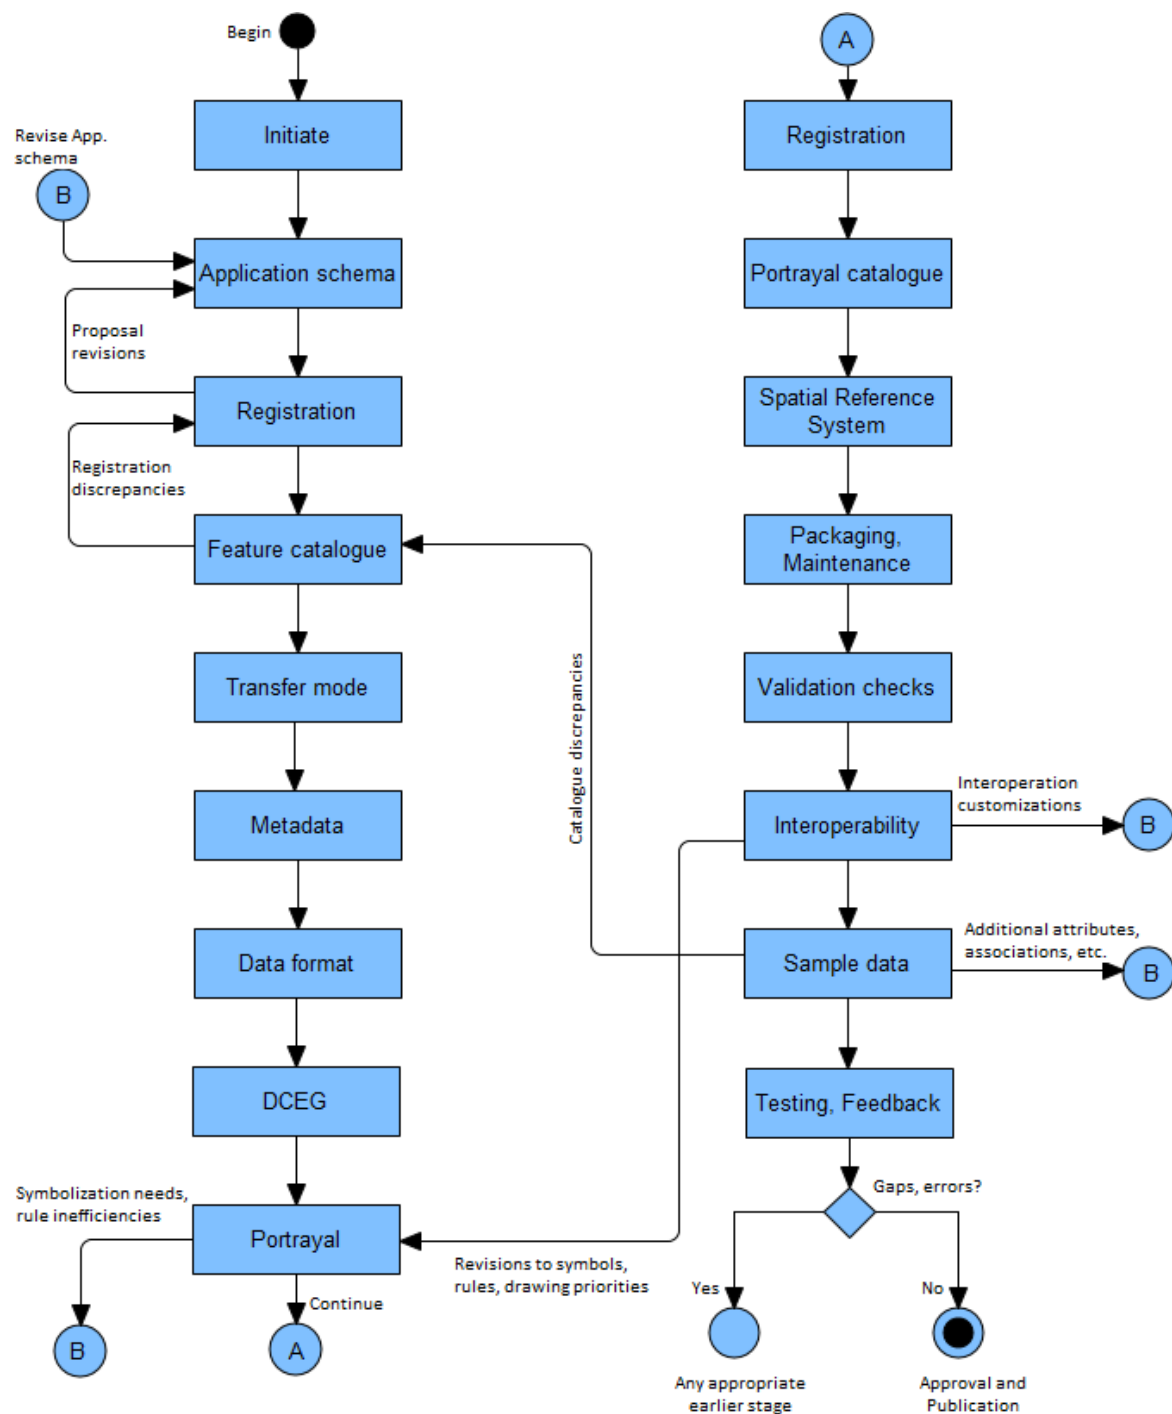 Begin
Initiate
Revise App.
schema
B
Application schema
Proposal
revisions
Registration
Registration
discrepancies
Feature catalogue
Transfer mode
Metadata
Data format
DCEG
Symbolization needs,
rule inefficiencies
Portrayal
Continue
B
A
Catalogue discrepancies
Revisions to symbols,
rules, drawing priorities
A
Registration
Portrayal catalogue
Spatial Reference
System
Packaging,
Maintenance
Validation checks
Interoperability
Interoperation
customizations
B
Sample data
Additional attributes,
associations, etc.
B
Testing, Feedback
Gaps, errors?
Yes
No
Any appropriate
earlier stage
Approval and
Publication